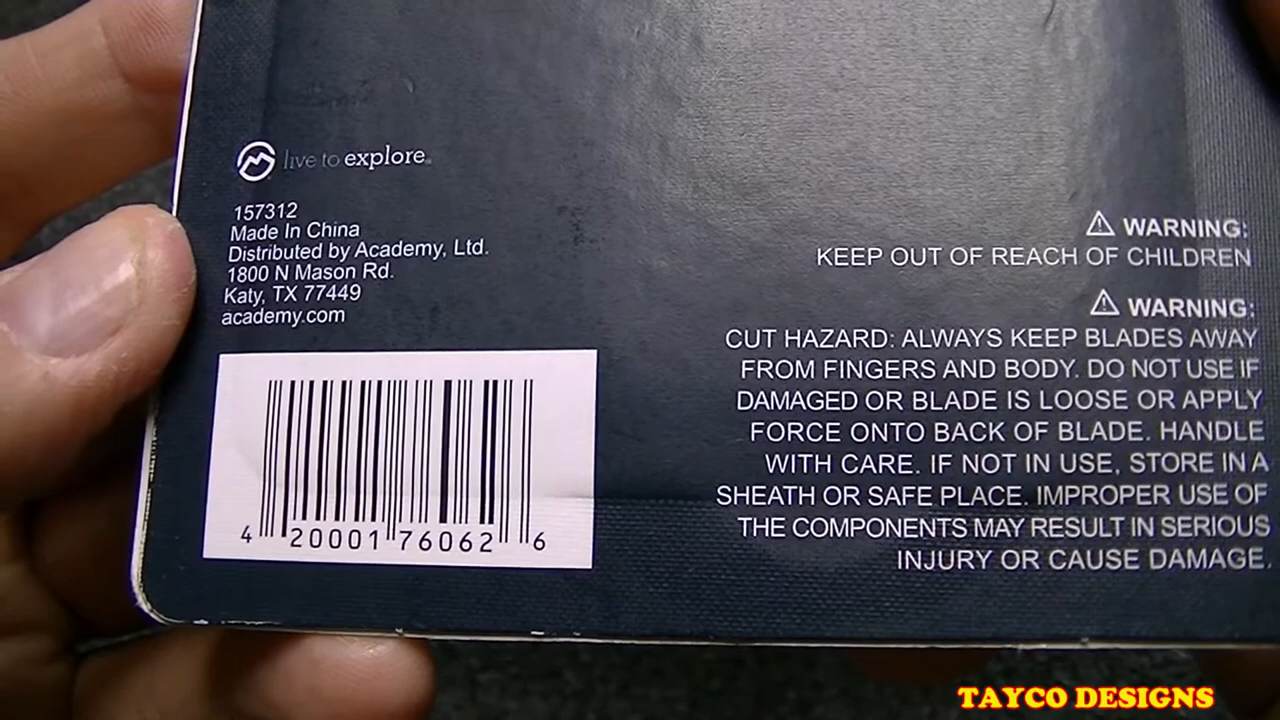 live to explore
157312
Made In China
Distributed by Academy, Ltd.
1800 N Mason Rd.
Katy, TX 77449
academy.com
4 20001 76062 6
WARNING:
KEEP OUT OF REACH OF CHILDREN
WARNING:
CUT HAZARD: ALWAYS KEEP BLADES AWAY
FROM FINGERS AND BODY. DO NOT USE IF
DAMAGED OR BLADE IS LOOSE OR APPLY
FORCE ONTO BACK OF BLADE. HANDLE
WITH CARE. IF NOT IN USE, STORE IN A
SHEATH OR SAFE PLACE. IMPROPER USE OF
THE COMPONENTS MAY RESULT IN SERIOUS
INJURY OR CAUSE DAMAGE.
TAYCO DESIGNS